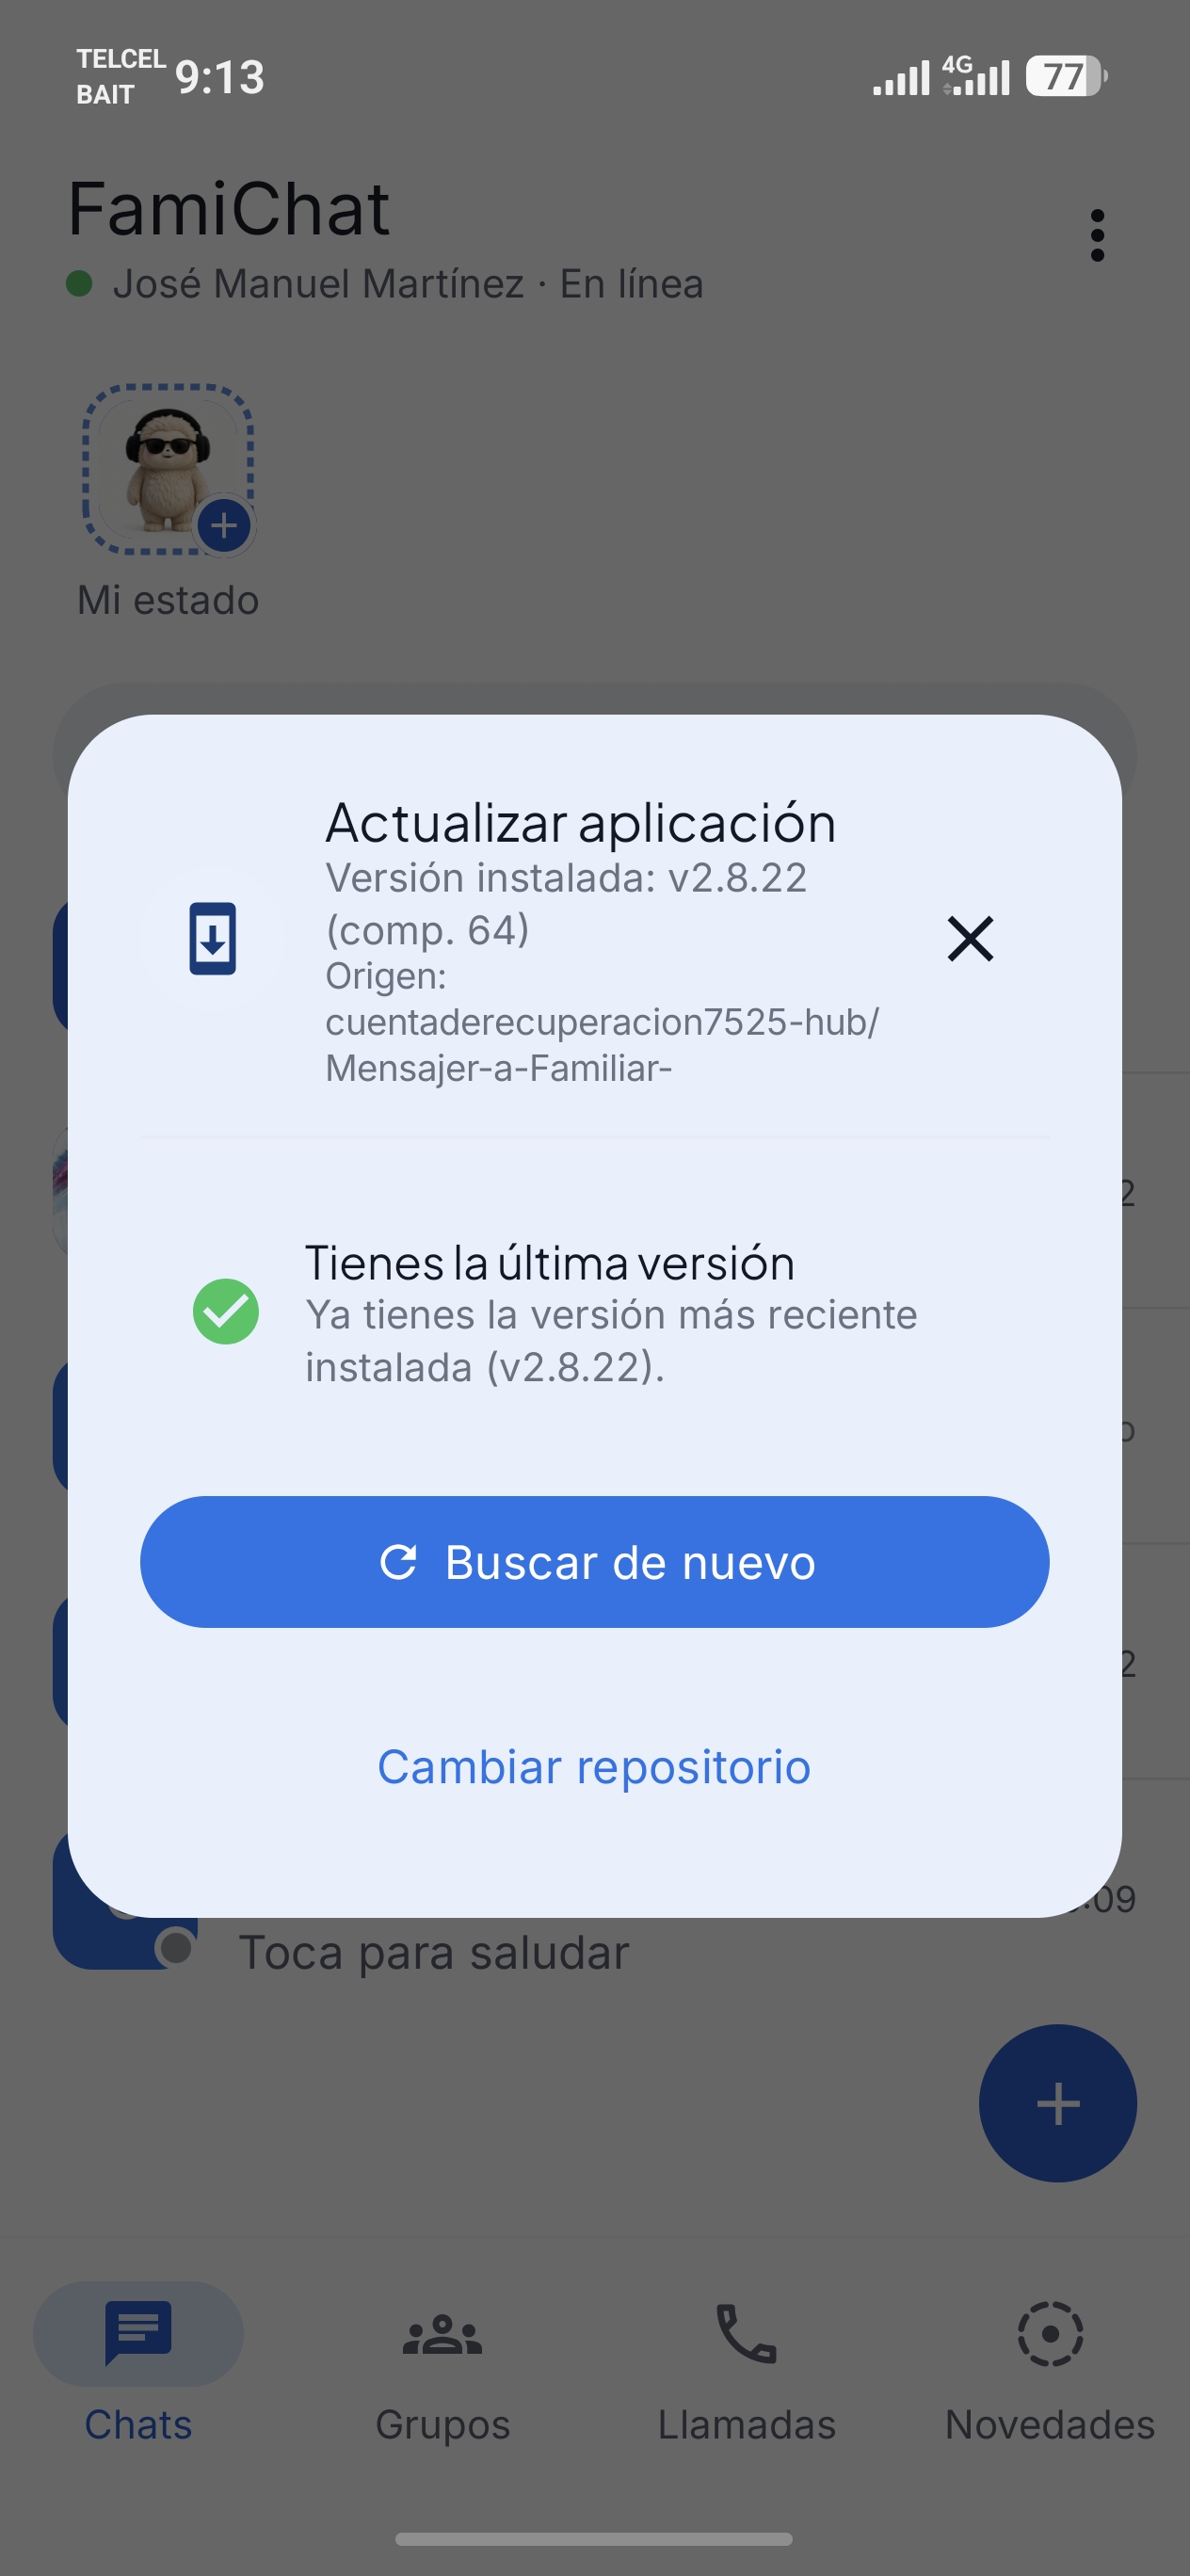 TELCEL
BAIT
9:13
4G
77
FamiChat
José Manuel Martínez · En línea
Mi estado
Actualizar aplicación
Versión instalada: v2.8.22
(comp. 64)
Origen:
cuentaderecuperacion7525-hub/
Mensajer-a-Familiar-
Tienes la última versión
Ya tienes la versión más reciente
instalada (v2.8.22).
Buscar de nuevo
Cambiar repositorio
:09
Toca para saludar
Chats
Grupos
Llamadas
Novedades